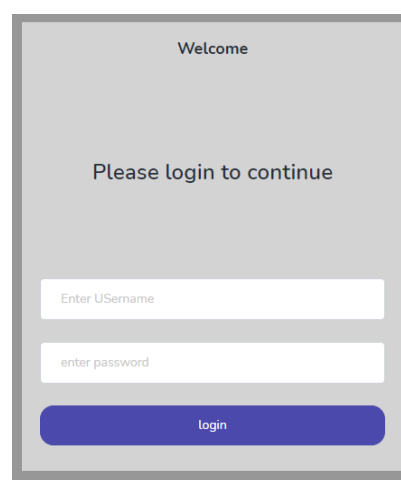 Welcome
Please login to continue
Enter USername
enter password
login